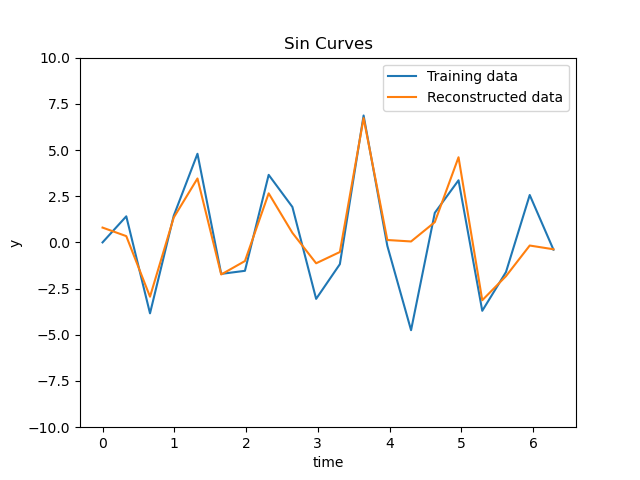 Sin Curves
Training data
Reconstructed data
10.0
7.5
5.0
2.5
0.0
−2.5
−5.0
−7.5
−10.0
y
0 1 2 3 4 5 6
time